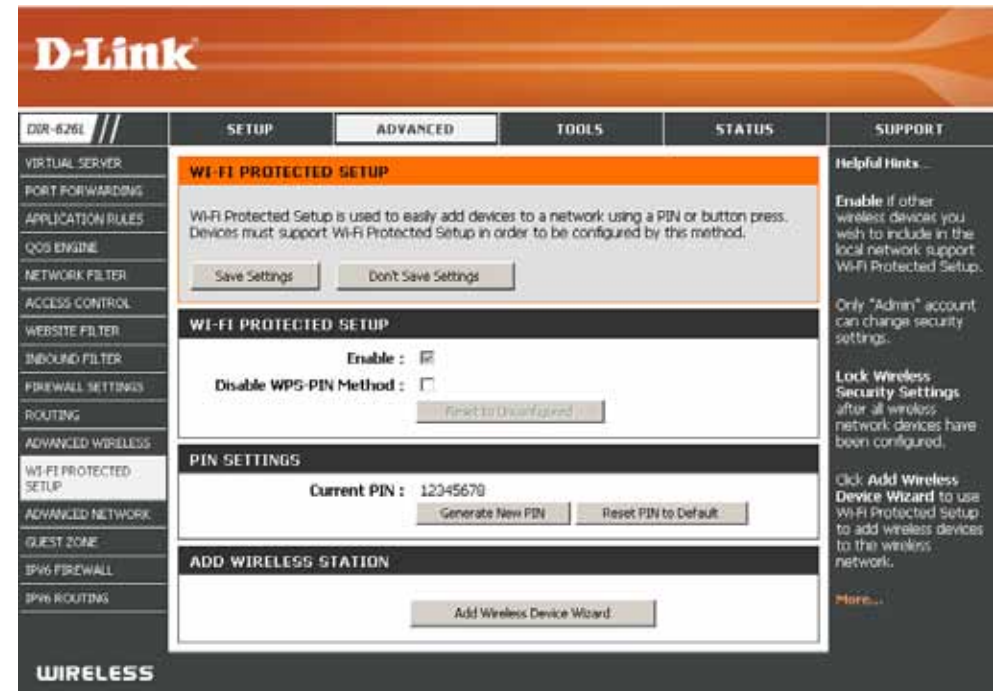 D-Link
DIR-626L
SETUP
ADVANCED
TOOLS
STATUS
SUPPORT
VIRTUAL SERVER
PORT FORWARDING
APPLICATION RULES
QOS ENGINE
NETWORK FILTER
ACCESS CONTROL
WEBSITE FILTER
INBOUND FILTER
FIREWALL SETTINGS
ROUTING
ADVANCED WIRELESS
WI-FI PROTECTED
SETUP
ADVANCED NETWORK
GUEST ZONE
IPV6 FIREWALL
IPV6 ROUTING
WI-FI PROTECTED SETUP
Wi-Fi Protected Setup is used to easily add devices to a network using a PIN or button press.
Devices must support Wi-Fi Protected Setup in order to be configured by this method.
Save Settings
Don't Save Settings
WI-FI PROTECTED SETUP
Enable :
Disable WPS-PIN Method :
Reset to Unconfigured
PIN SETTINGS
Current PIN : 12345678
Generate New PIN
Reset PIN to Default
ADD WIRELESS STATION
Add Wireless Device Wizard
Helpful Hints...
Enable if other
wireless devices you
wish to include in the
local network support
Wi-Fi Protected Setup.
Only "Admin" account
can change security
settings.
Lock Wireless
Security Settings
after all wireless
network devices have
been configured.
Click Add Wireless
Device Wizard to use
Wi-Fi Protected Setup
to add wireless devices
to the wireless
network.
More...
WIRELESS